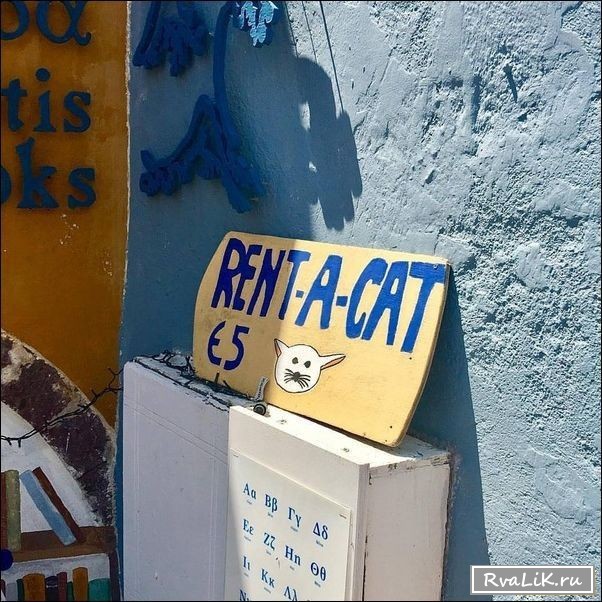 tis
oks
RENT-A-CAT
€5
Αα Ββ Γγ Δδ
Εε Ζζ Ηη Θθ
Ιι Κκ Λλ
RvaLiK.ru